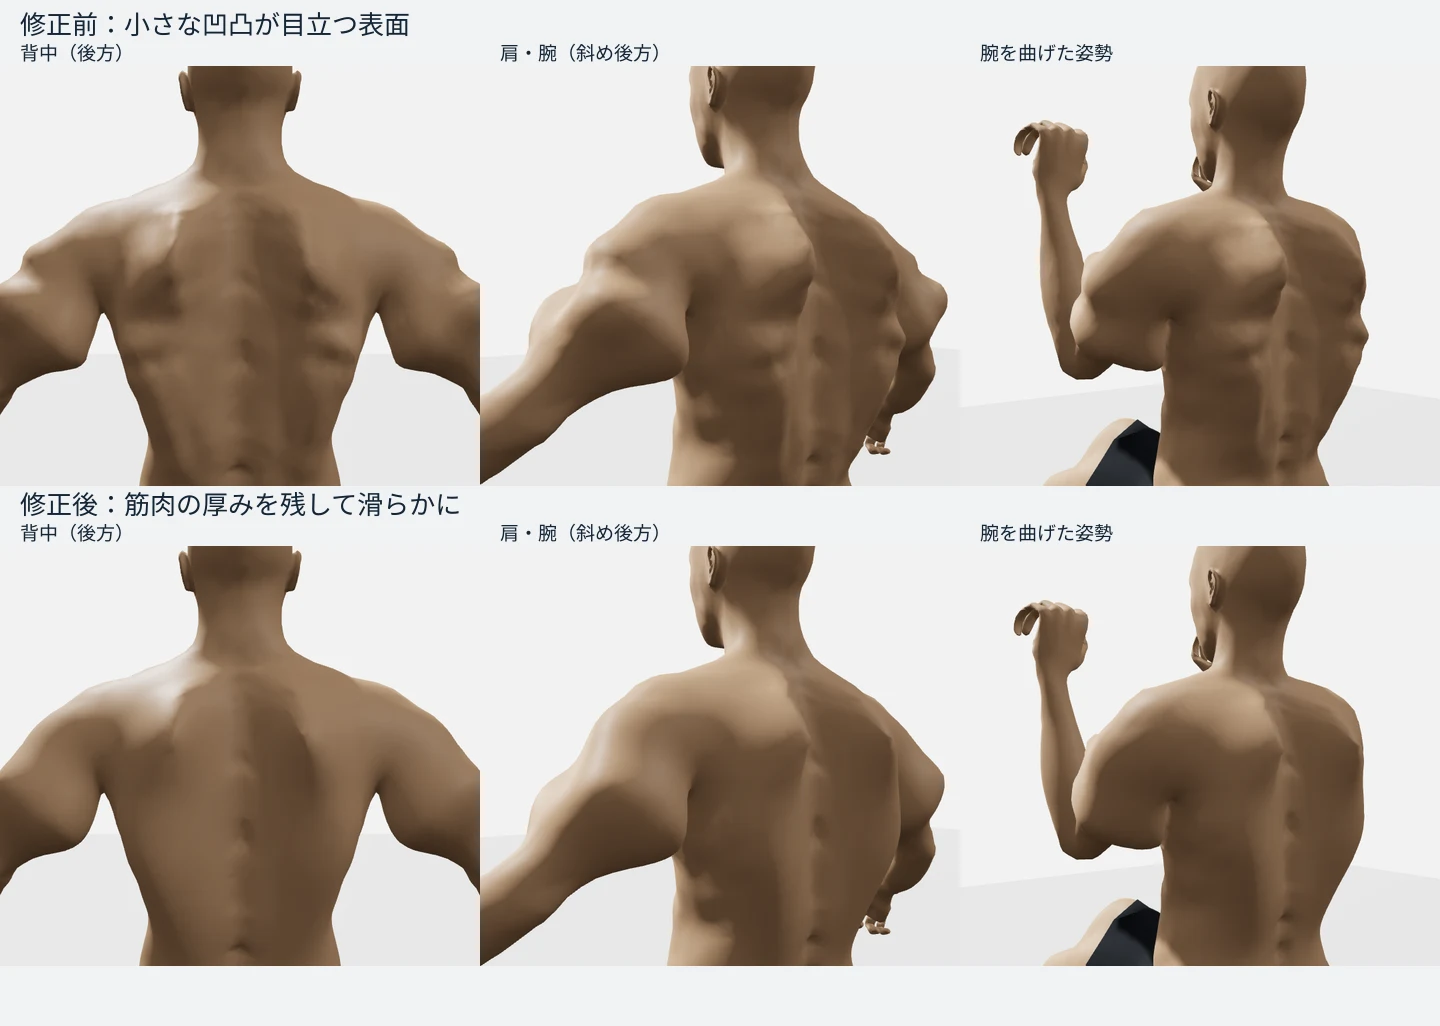 修正前：小さな凹凸が目立つ表面
背中（後方）
肩・腕（斜め後方）
腕を曲げた姿勢
修正後：筋肉の厚みを残して滑らかに
背中（後方）
肩・腕（斜め後方）
腕を曲げた姿勢